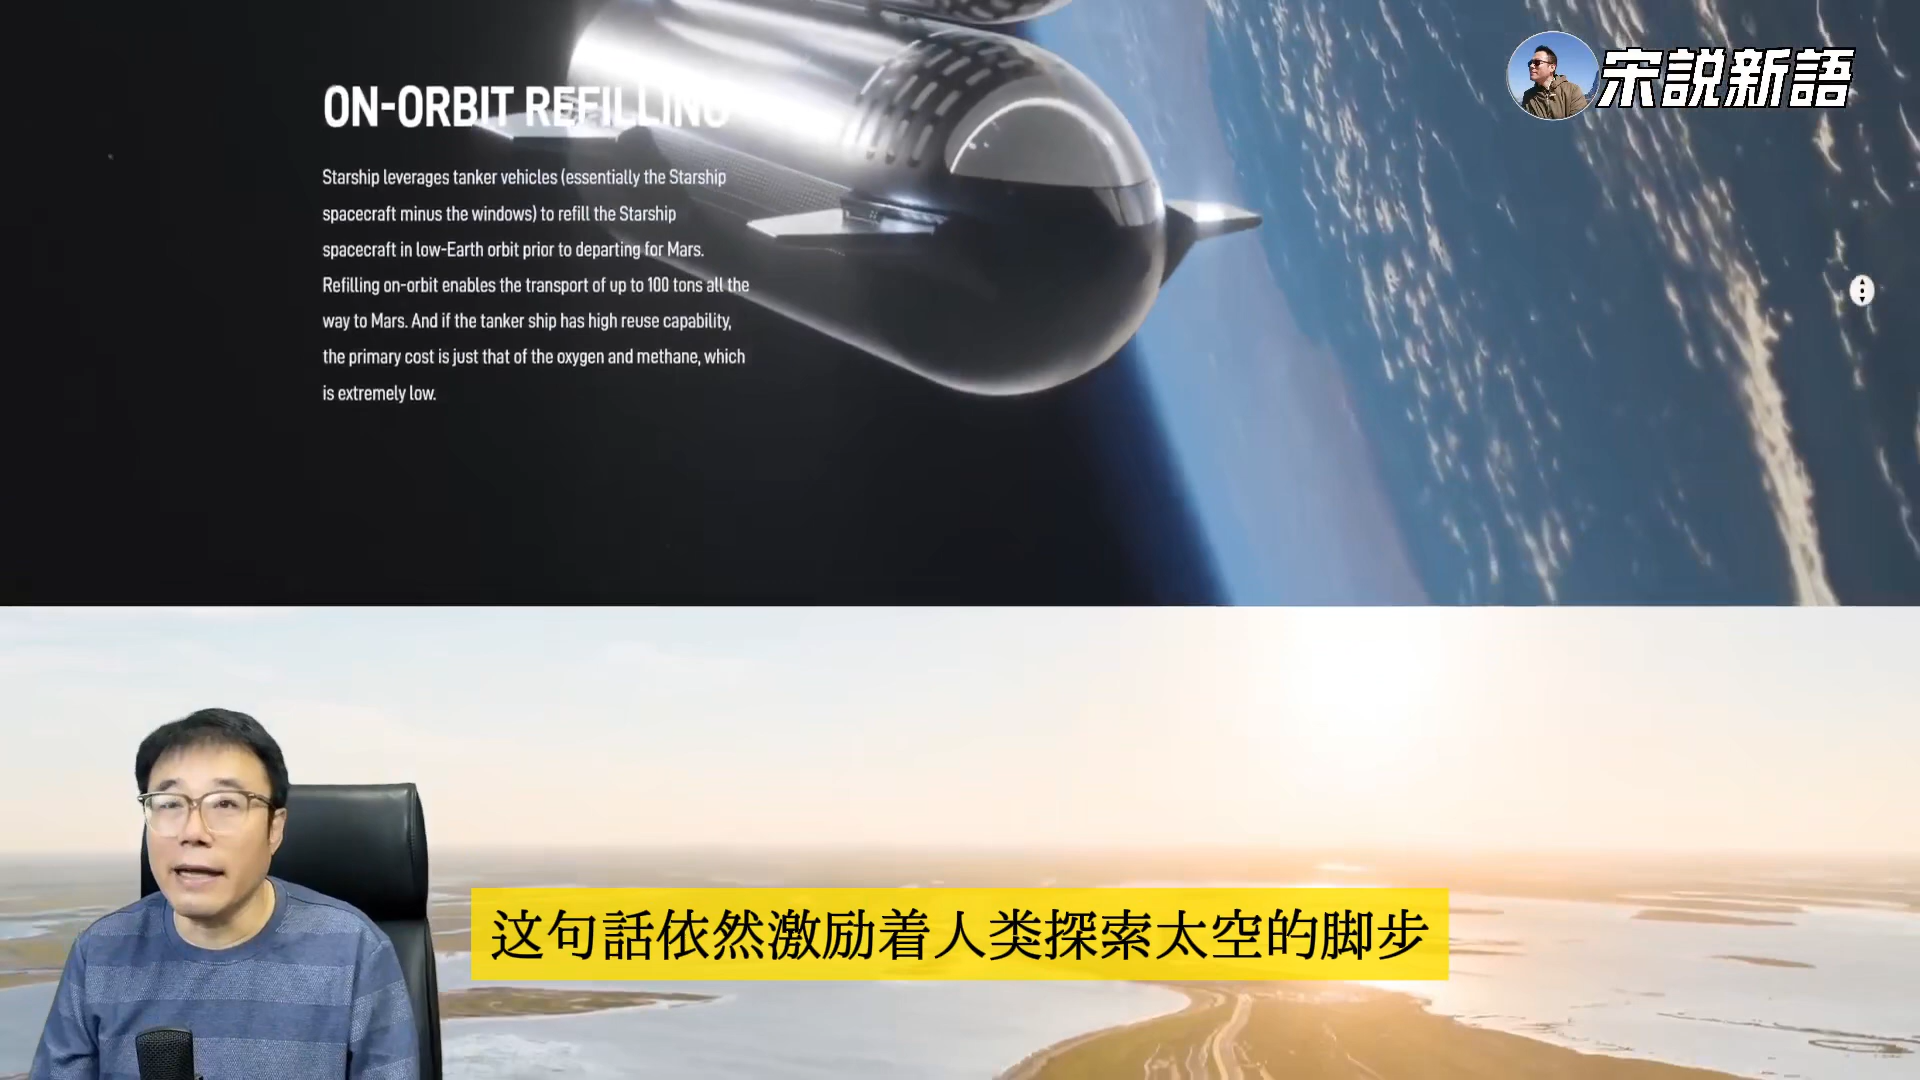 宋説新語
ON-ORBIT REFILLING
Starship leverages tanker vehicles (essentially the Starship
spacecraft minus the windows) to refill the Starship
spacecraft in low-Earth orbit prior to departing for Mars.
Refilling on-orbit enables the transport of up to 100 tons all the
way to Mars. And if the tanker ship has high reuse capability,
the primary cost is just that of the oxygen and methane, which
is extremely low.
这句話依然激励着人类探索太空的脚步